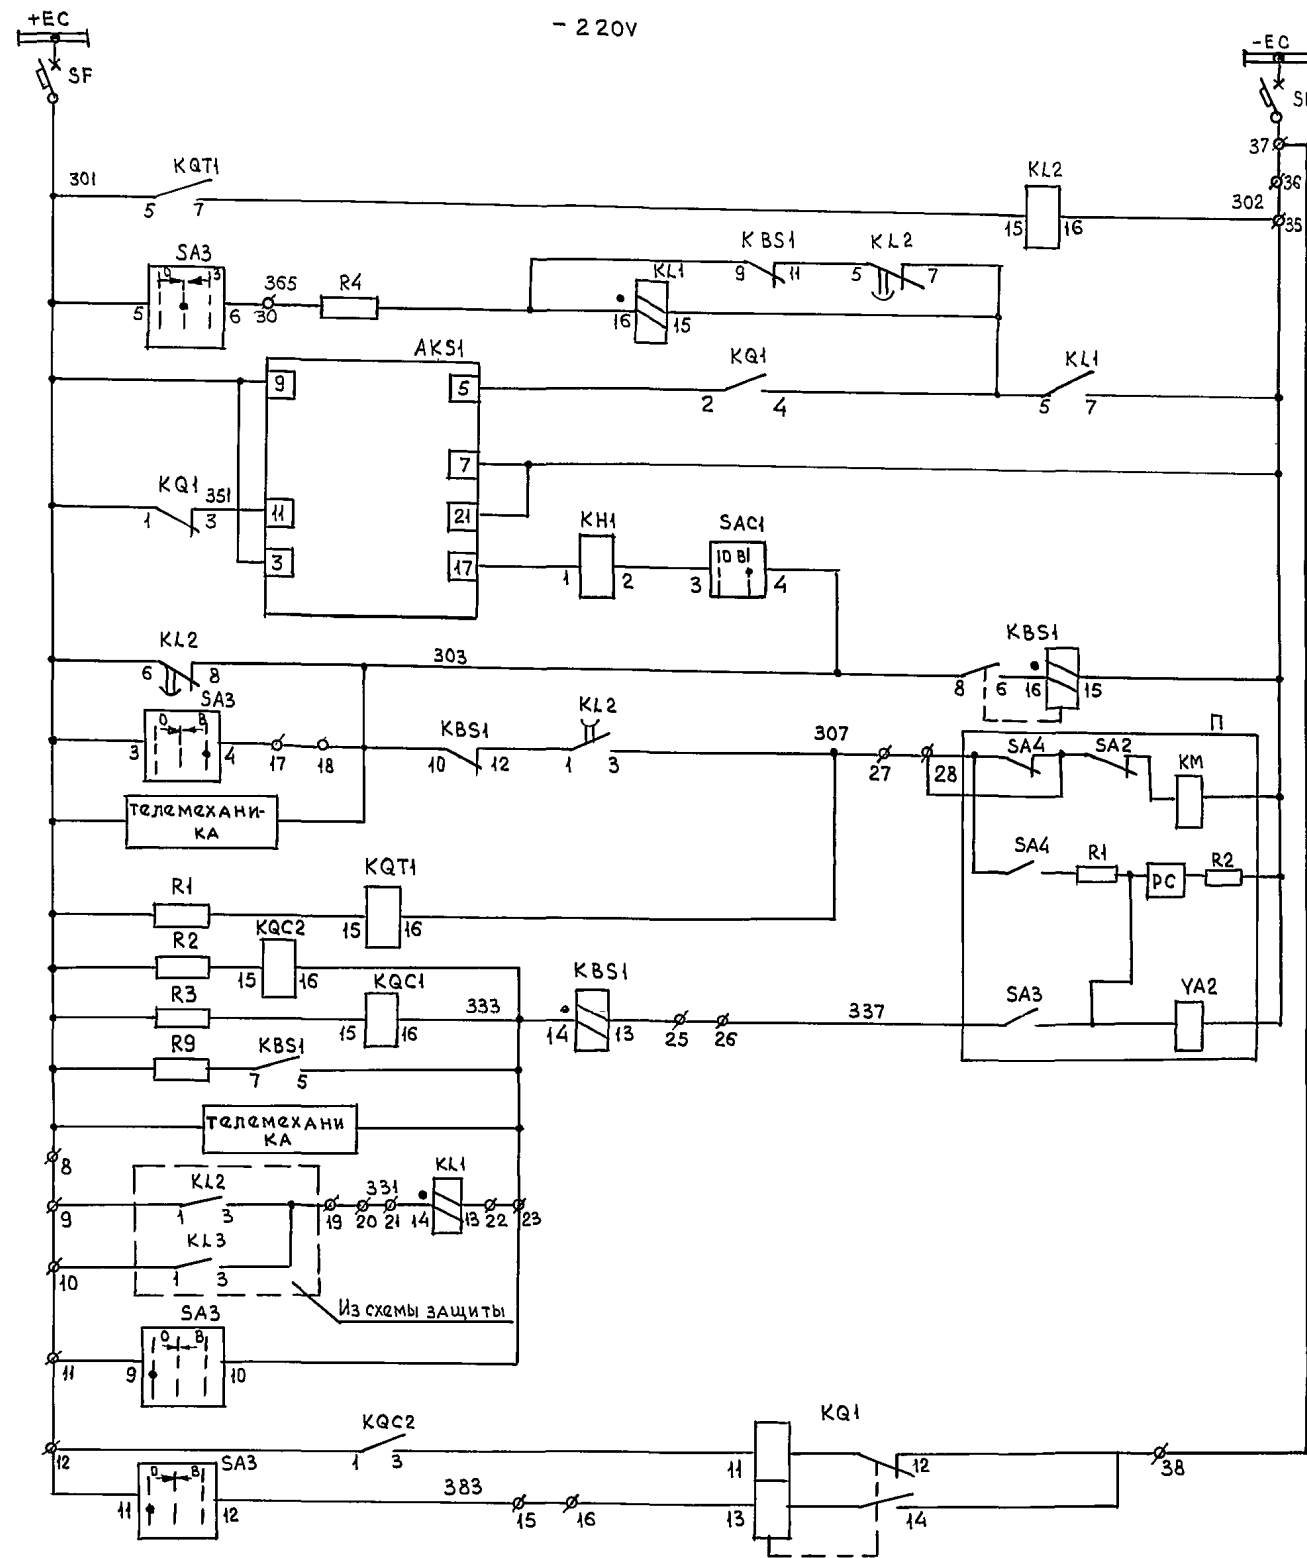 +EC
- 220V
-EC
SF
37
36
301
KQT1
KL2
302
35
5 7
15 16
SA3
O З
365
R4
KBS1
KL2
9 11 5 7
KL1
5 6 30
16 15
AKS1
9
5
KQ1
KL1
2 4
5 7
7
KQ1
351
1 3
11
21
KH1
SAC1
3
17
1 2
3
IO BI
4
KL2
303
KBS1
6 8
8 6 16 15
SA3
O B
KBS1
KL2
307
П
3 4 17 18
10 12
1 3
27 28
SA4
SA2
KM
ТЕЛЕМЕХАНИ-
КА
SA4
R1
PC
R2
R1
KQT1
15 16
R2
KQC2
15 16
R3
KQC1
333
KBS1
337
SA3
YA2
15 16
14 13
25 26
R9
KBS1
7 5
ТЕЛЕМЕХАНИ
КА
8
KL2
331
KL1
9
1 3
19 20 21 14 13 22 23
KL3
10
1 3
Из схемы защиты
SA3
O B
11
9 10
KQC2
KQ1
12
1 3
11 12
38
SA3
O B
383
11 12
15 16
13 14